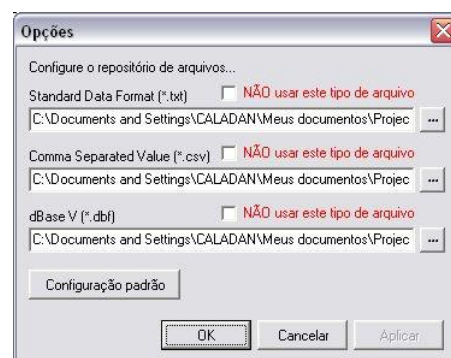 Opções
Configure o repositório de arquivos...
Standard Data Format (*.txt) NÃO usar este tipo de arquivo
C:\Documents and Settings\CALADAN\Meus documentos\Projec ...
Comma Separated Value (*.csv) NÃO usar este tipo de arquivo
C:\Documents and Settings\CALADAN\Meus documentos\Projec ...
dBase V (*.dbf) NÃO usar este tipo de arquivo
C:\Documents and Settings\CALADAN\Meus documentos\Projec ...
Configuração padrão
OK Cancelar Aplicar